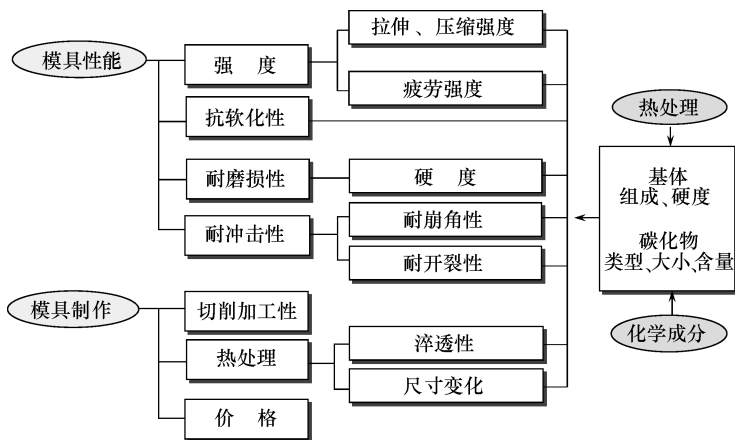 模具性能
强 度
拉伸、压缩强度
疲劳强度
抗软化性
耐磨损性
硬 度
耐冲击性
耐崩角性
耐开裂性
模具制作
切削加工性
热处理
淬透性
尺寸变化
价 格
热处理
基体
组成、硬度
碳化物
类型、大小、含量
化学成分